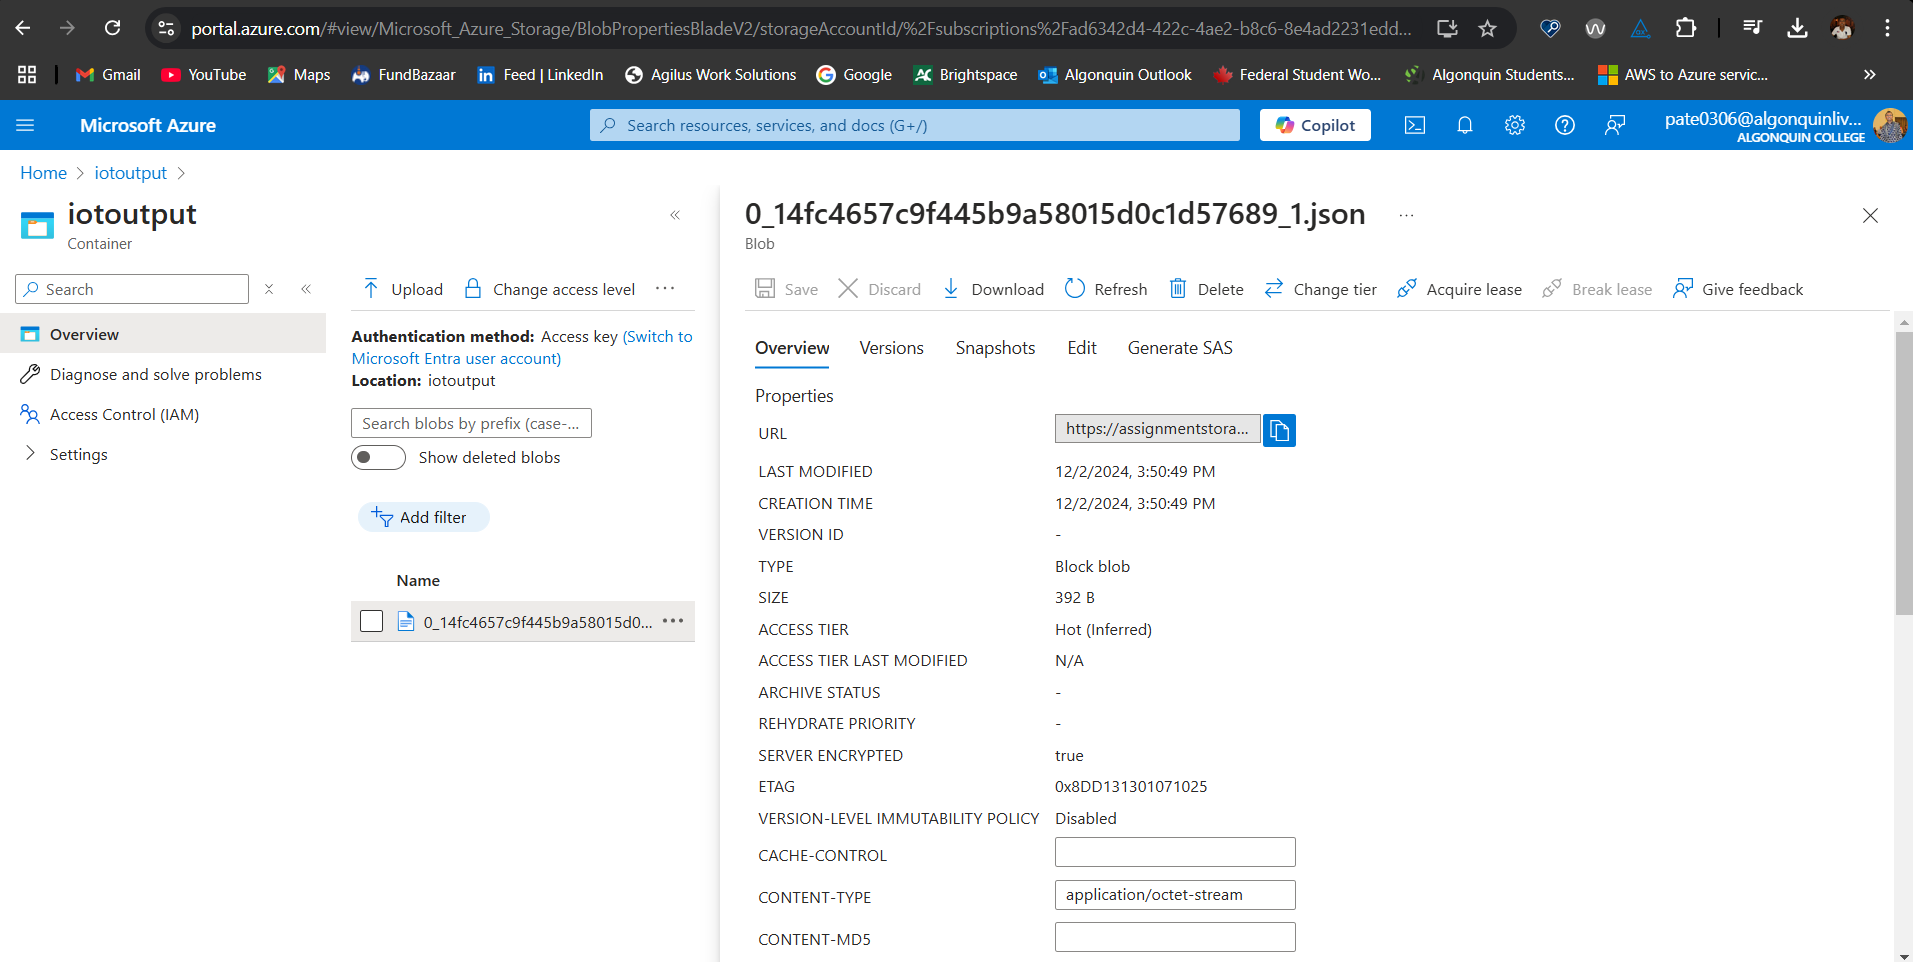 portal.azure.com/#view/Microsoft_Azure_Storage/BlobPropertiesBladeV2/storageAccountId/%2Fsubscriptions%2Fad6342d4-422c-4ae2-b8c6-8e4ad2231edd...
Gmail YouTube Maps FundBazaar Feed | LinkedIn Agilus Work Solutions Google Brightspace Algonquin Outlook Federal Student Wo... Algonquin Students... AWS to Azure servic...
Microsoft Azure
Search resources, services, and docs (G+/)
Copilot
pate0306@algonquinliv...
ALGONQUIN COLLEGE
Home > iotoutput >
iotoutput
Container
Search
Overview
Diagnose and solve problems
Access Control (IAM)
Settings
Upload Change access level ...
Authentication method: Access key (Switch to
Microsoft Entra user account)
Location: iotoutput
Search blobs by prefix (case-...
Show deleted blobs
Add filter
Name
0_14fc4657c9f445b9a58015d0... ...
0_14fc4657c9f445b9a58015d0c1d57689_1.json ...
Blob
Save Discard Download Refresh Delete Change tier Acquire lease Break lease Give feedback
Overview Versions Snapshots Edit Generate SAS
Properties
URL https://assignmentstora...
LAST MODIFIED 12/2/2024, 3:50:49 PM
CREATION TIME 12/2/2024, 3:50:49 PM
VERSION ID -
TYPE Block blob
SIZE 392 B
ACCESS TIER Hot (Inferred)
ACCESS TIER LAST MODIFIED N/A
ARCHIVE STATUS -
REHYDRATE PRIORITY -
SERVER ENCRYPTED true
ETAG 0x8DD131301071025
VERSION-LEVEL IMMUTABILITY POLICY Disabled
CACHE-CONTROL
CONTENT-TYPE application/octet-stream
CONTENT-MD5